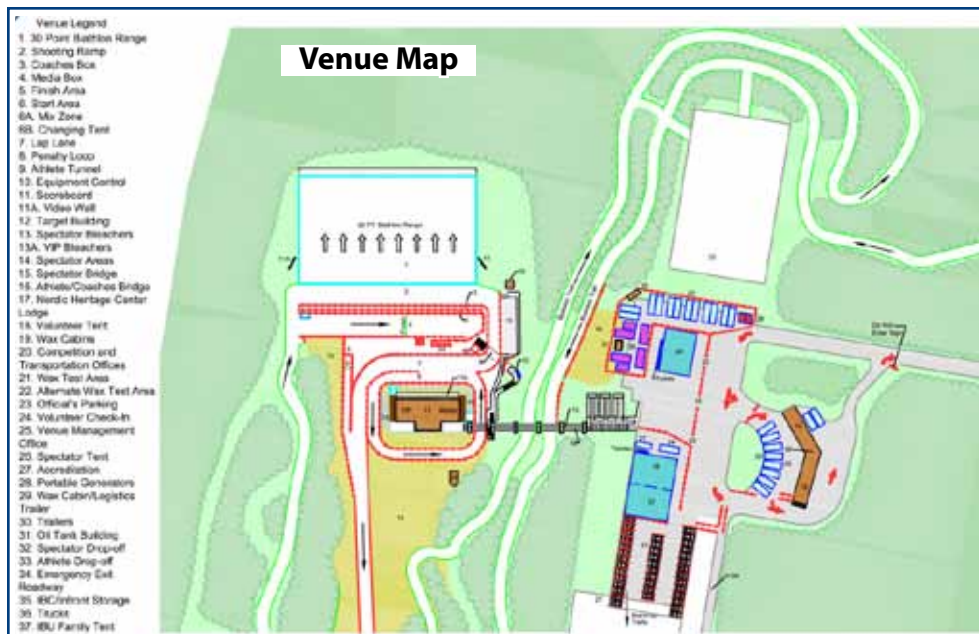 Venue Map
Venue Legend
1. 30 Point Biathlon Range
2. Shooting Ramp
3. Coaches Box
4. Media Box
5. Finish Area
6. Start Area
6A. Mix Zone
6B. Changing Tent
7. Lap Lane
8. Penalty Loop
9. Athlete Tunnel
10. Equipment Control
11. Scoreboard
11A. Video Wall
12. Target Building
13. Spectator Bleachers
13A. VIP Bleachers
14. Spectator Areas
15. Spectator Bridge
16. Athlete/Coaches Bridge
17. Nordic Heritage Center
Lodge
18. Volunteer Tent
19. Wax Cabins
20. Competition and
Transportation Offices
21. Wax Test Area
22. Alternate Wax Test Area
23. Official's Parking
24. Volunteer Check-In
25. Venue Management
Office
26. Spectator Tent
27. Accreditation
28. Portable Generators
29. Wax Cabin/Logistics
Trailer
30. Trailers
31. Oil Tank Building
32. Spectator Drop-off
33. Athlete Drop-off
34. Emergency Exit
Roadway
35. IBC/Infront Storage
36. Trucks
37. IBU Family Tent
Biathlon Range